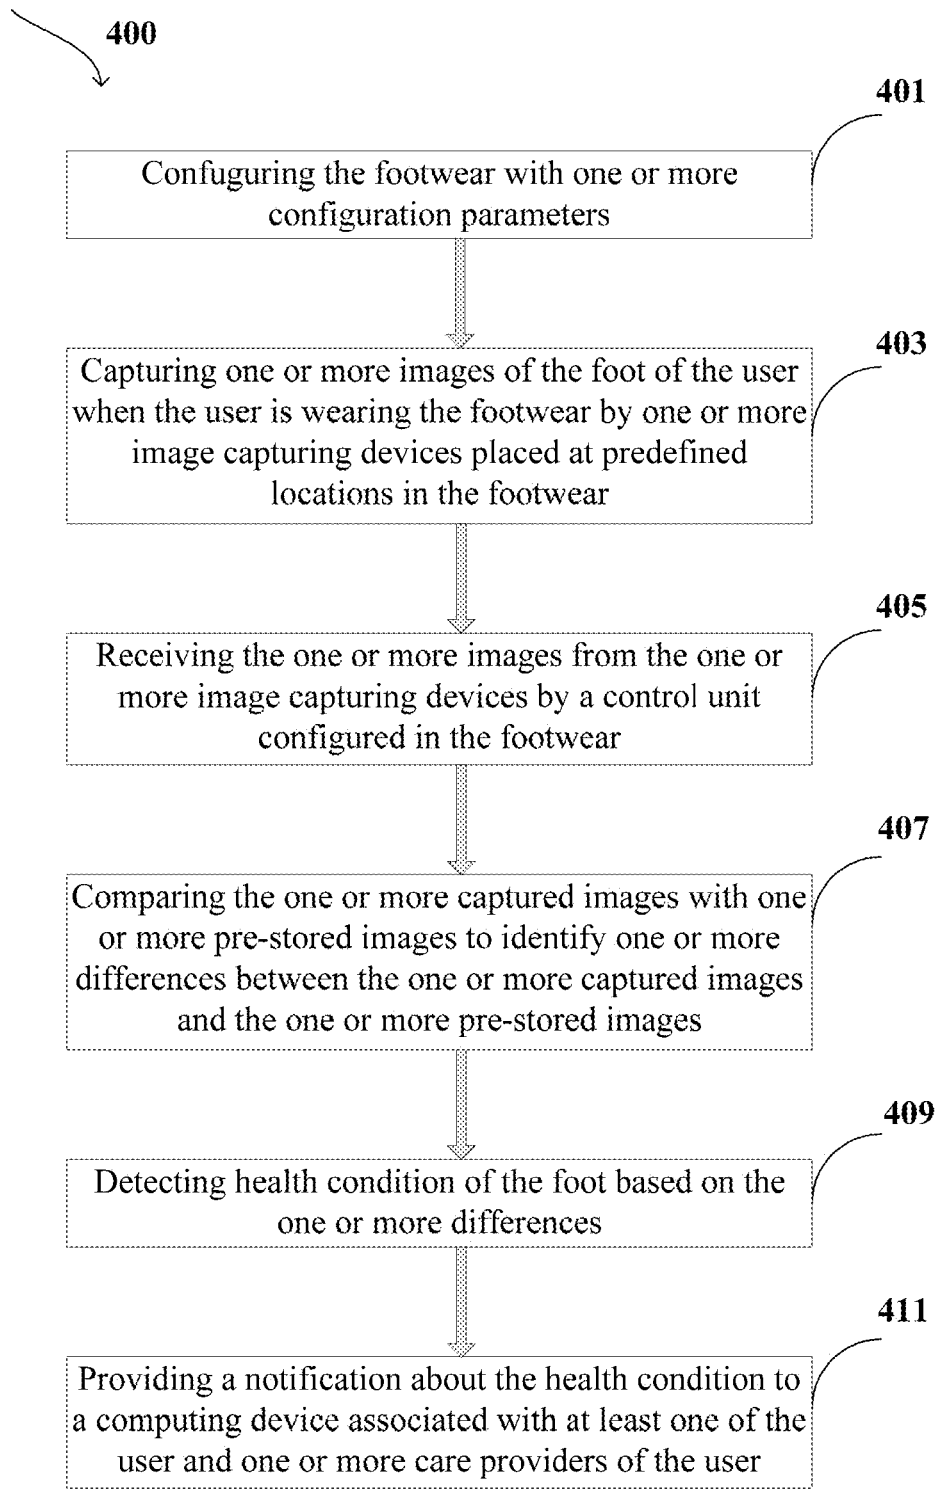 400
401
Confuguring the footwear with one or more
configuration parameters
403
Capturing one or more images of the foot of the user
when the user is wearing the footwear by one or more
image capturing devices placed at predefined
locations in the footwear
405
Receiving the one or more images from the one or
more image capturing devices by a control unit
configured in the footwear
407
Comparing the one or more captured images with one
or more pre-stored images to identify one or more
differences between the one or more captured images
and the one or more pre-stored images
409
Detecting health condition of the foot based on the
one or more differences
411
Providing a notification about the health condition to
a computing device associated with at least one of the
user and one or more care providers of the user